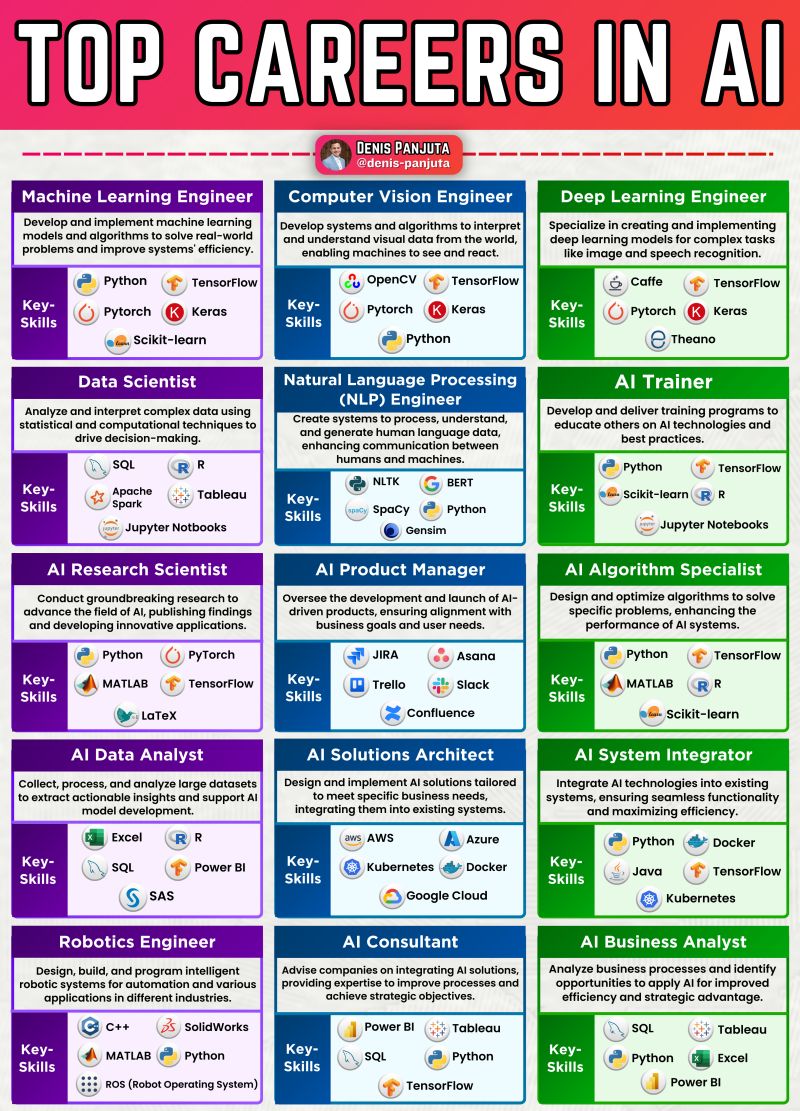 TOP CAREERS IN AI
DENIS PANJUTA
@denis-panjuta
Machine Learning Engineer
Develop and implement machine learning
models and algorithms to solve real-world
problems and improve systems' efficiency.
Key-
Skills
Python
TensorFlow
Pytorch
Keras
Scikit-learn
Computer Vision Engineer
Develop systems and algorithms to interpret
and understand visual data from the world,
enabling machines to see and react.
Key-
Skills
OpenCV
TensorFlow
Pytorch
Keras
Python
Deep Learning Engineer
Specialize in creating and implementing
deep learning models for complex tasks
like image and speech recognition.
Key-
Skills
Caffe
TensorFlow
Pytorch
Keras
Theano
Data Scientist
Analyze and interpret complex data using
statistical and computational techniques to
drive decision-making.
Key-
Skills
SQL
R
Apache
Spark
Tableau
Jupyter Notbooks
Natural Language Processing
(NLP) Engineer
Create systems to process, understand,
and generate human language data,
enhancing communication between
humans and machines.
Key-
Skills
NLTK
BERT
spaCy
SpaCy
Python
Gensim
AI Trainer
Develop and deliver training programs to
educate others on AI technologies and
best practices.
Key-
Skills
Python
TensorFlow
Scikit-learn
R
Jupyter Notebooks
AI Research Scientist
Conduct groundbreaking research to
advance the field of AI, publishing findings
and developing innovative applications.
Key-
Skills
Python
PyTorch
MATLAB
TensorFlow
LaTeX
AI Product Manager
Oversee the development and launch of AI-
driven products, ensuring alignment with
business goals and user needs.
Key-
Skills
JIRA
Asana
Trello
Slack
Confluence
AI Algorithm Specialist
Design and optimize algorithms to solve
specific problems, enhancing the
performance of AI systems.
Key-
Skills
Python
TensorFlow
MATLAB
R
Scikit-learn
AI Data Analyst
Collect, process, and analyze large datasets
to extract actionable insights and support AI
model development.
Key-
Skills
Excel
R
SQL
Power BI
SAS
AI Solutions Architect
Design and implement AI solutions tailored
to meet specific business needs,
integrating them into existing systems.
Key-
Skills
aws
AWS
Azure
Kubernetes
Docker
Google Cloud
AI System Integrator
Integrate AI technologies into existing
systems, ensuring seamless functionality
and maximizing efficiency.
Key-
Skills
Python
Docker
Java
TensorFlow
Kubernetes
Robotics Engineer
Design, build, and program intelligent
robotic systems for automation and various
applications in different industries.
Key-
Skills
C++
SolidWorks
MATLAB
Python
ROS (Robot Operating System)
AI Consultant
Advise companies on integrating AI solutions,
providing expertise to improve processes and
achieve strategic objectives.
Key-
Skills
Power BI
Tableau
SQL
Python
TensorFlow
AI Business Analyst
Analyze business processes and identify
opportunities to apply AI for improved
efficiency and strategic advantage.
Key-
Skills
SQL
Tableau
Python
Excel
Power BI